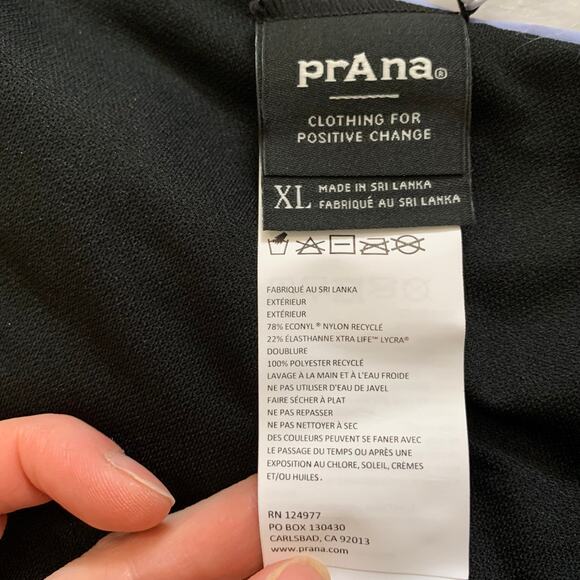 prAna®
CLOTHING FOR
POSITIVE CHANGE
XL MADE IN SRI LANKA
FABRIQUÉ AU SRI LANKA
FABRIQUÉ AU SRI LANKA
EXTÉRIEUR
EXTÉRIEUR
78% ECONYL® NYLON RECYCLÉ
22% ÉLASTHANNE XTRA LIFE™ LYCRA®
DOUBLURE
100% POLYESTER RECYCLÉ
LAVAGE À LA MAIN ET À L'EAU FROIDE
NE PAS UTILISER D'EAU DE JAVEL
FAIRE SÉCHER À PLAT
NE PAS REPASSER
NE PAS NETTOYER À SEC
DES COULEURS PEUVENT SE FANER AVEC
LE PASSAGE DU TEMPS OU APRÈS UNE
EXPOSITION AU CHLORE, SOLEIL, CRÈMES
ET/OU HUILES.
RN 124977
PO BOX 130430
CARLSBAD, CA 92013
www.prana.com